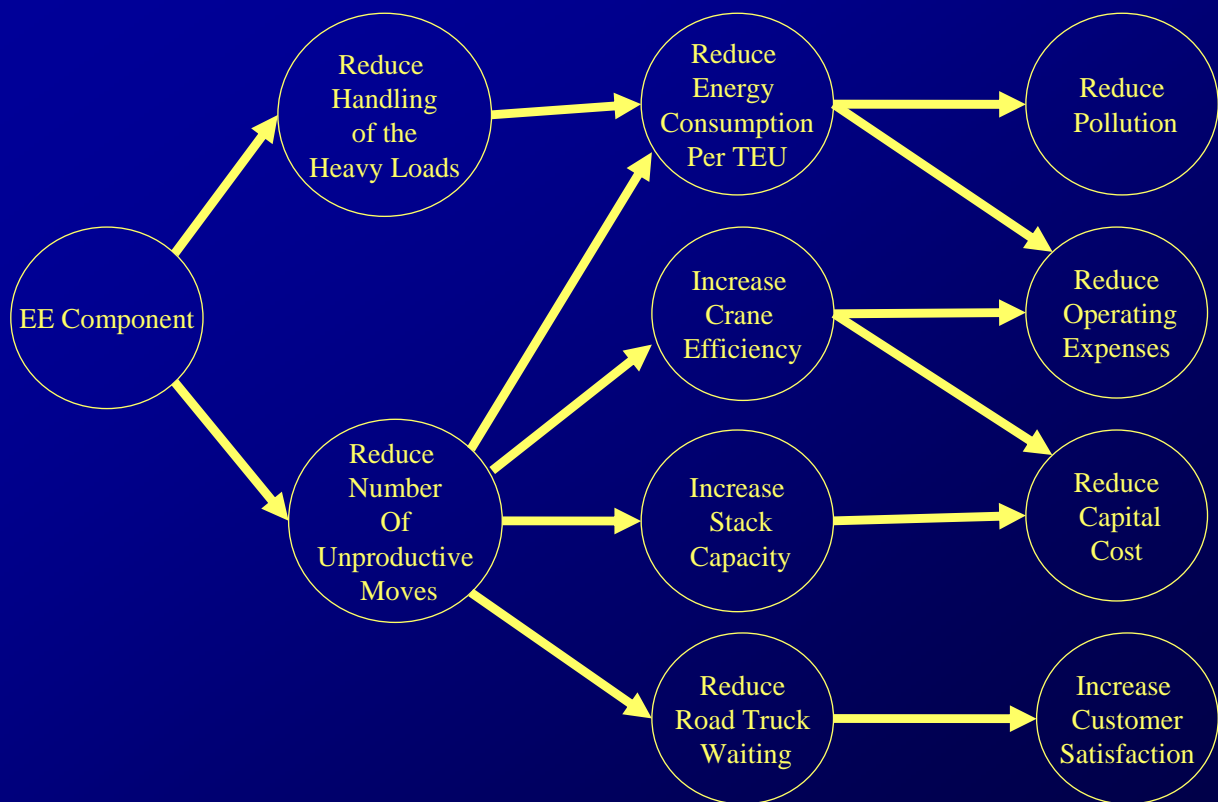 EE Component
Reduce
Handling
of the
Heavy Loads
Reduce
Number
Of
Unproductive
Moves
Reduce
Energy
Consumption
Per TEU
Increase
Crane
Efficiency
Increase
Stack
Capacity
Reduce
Road Truck
Waiting
Reduce
Pollution
Reduce
Operating
Expenses
Reduce
Capital
Cost
Increase
Customer
Satisfaction